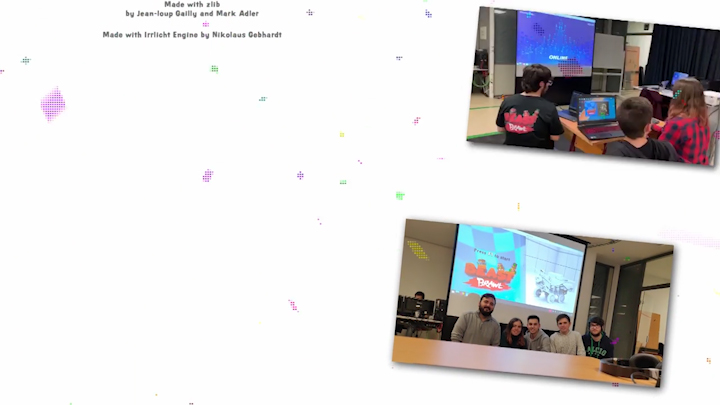 Made with zlib
by Jean-loup Gailly and Mark Adler
Made with Irrlicht Engine by Nikolaus Gebhardt
ONLINE